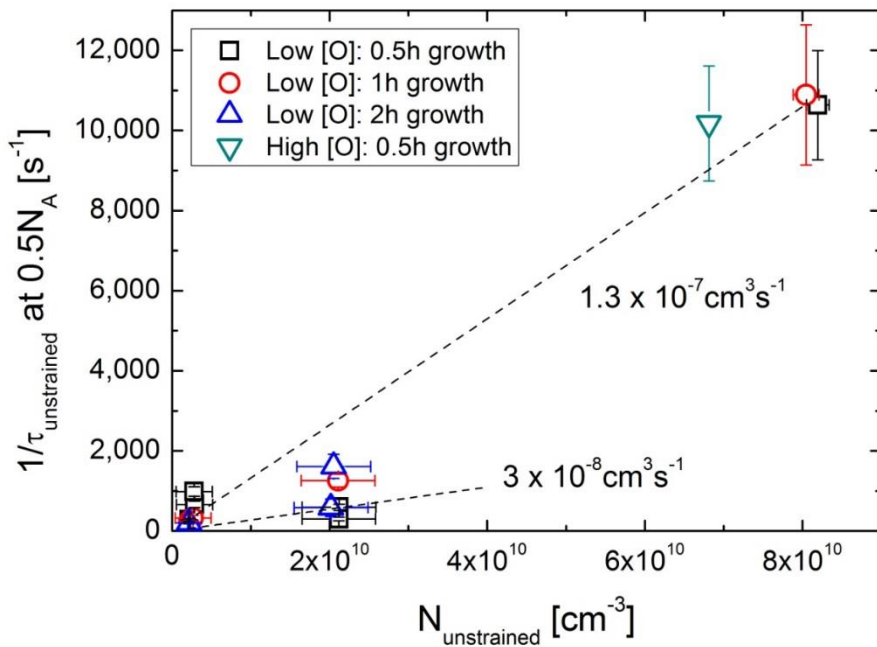 12,000
10,000
8,000
6,000
4,000
2,000
0
1/τunstrained at 0.5NA [s-1]
Low [O]: 0.5h growth
Low [O]: 1h growth
Low [O]: 2h growth
High [O]: 0.5h growth
1.3 x 10-7cm3s-1
3 x 10-8cm3s-1
0 2x1010 4x1010 6x1010 8x1010
Nunstrained [cm-3]